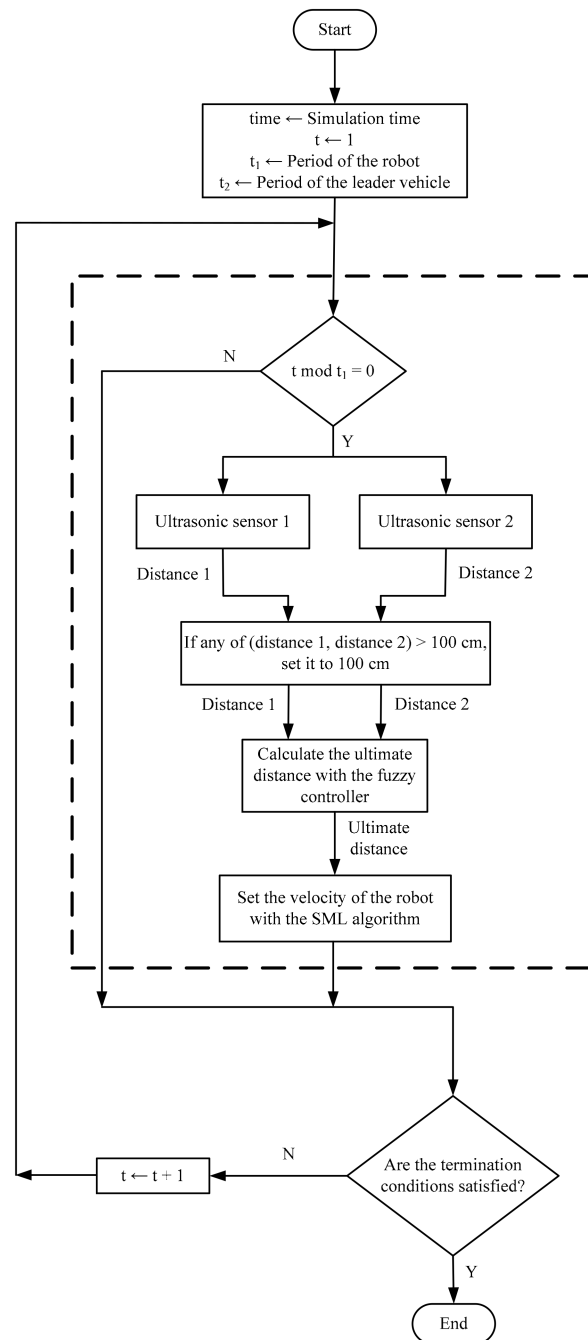 Start
time ← Simulation time
t ← 1
t₁ ← Period of the robot
t₂ ← Period of the leader vehicle
N
t mod t₁ = 0
Y
Ultrasonic sensor 1
Ultrasonic sensor 2
Distance 1
Distance 2
If any of (distance 1, distance 2) > 100 cm,
set it to 100 cm
Distance 1
Distance 2
Calculate the ultimate
distance with the fuzzy
controller
Ultimate
distance
Set the velocity of the robot
with the SML algorithm
N
t ← t + 1
Are the termination
conditions satisfied?
Y
End